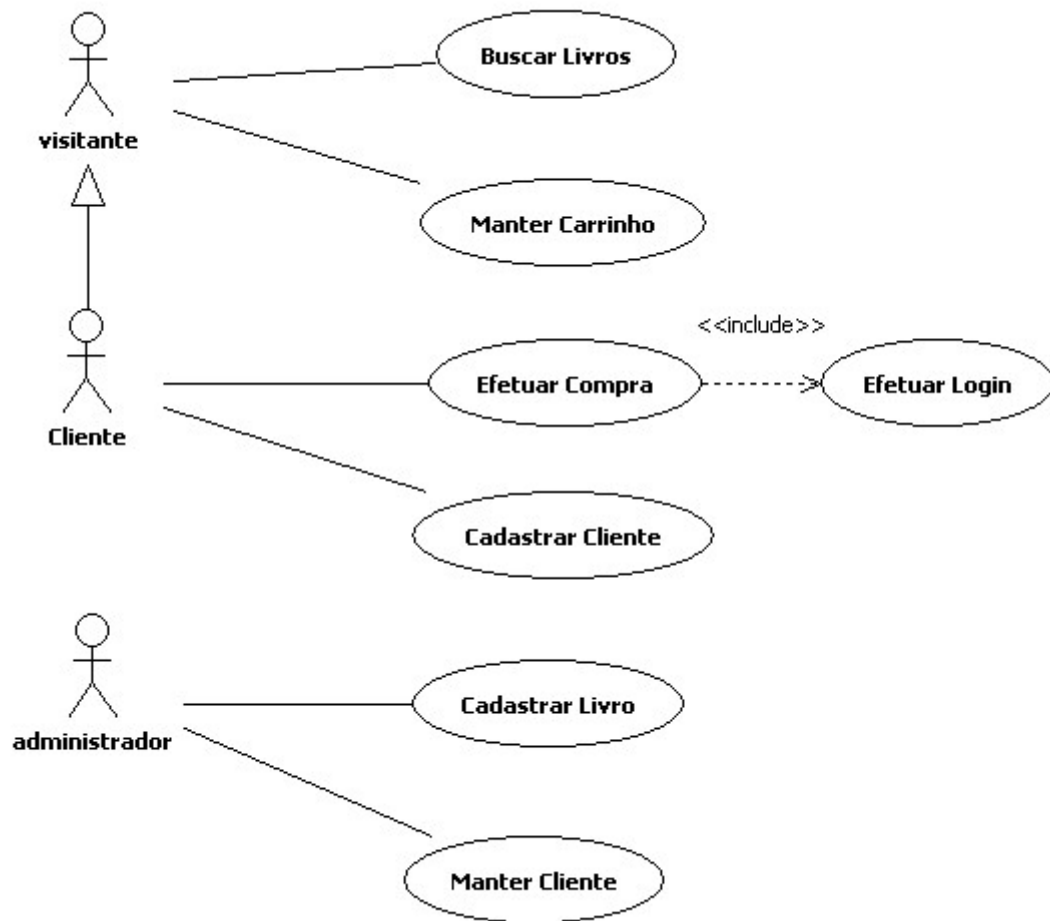 Buscar Livros
visitante
Manter Carrinho
<<include>>
Efetuar Compra
Efetuar Login
Cliente
Cadastrar Cliente
Cadastrar Livro
administrador
Manter Cliente